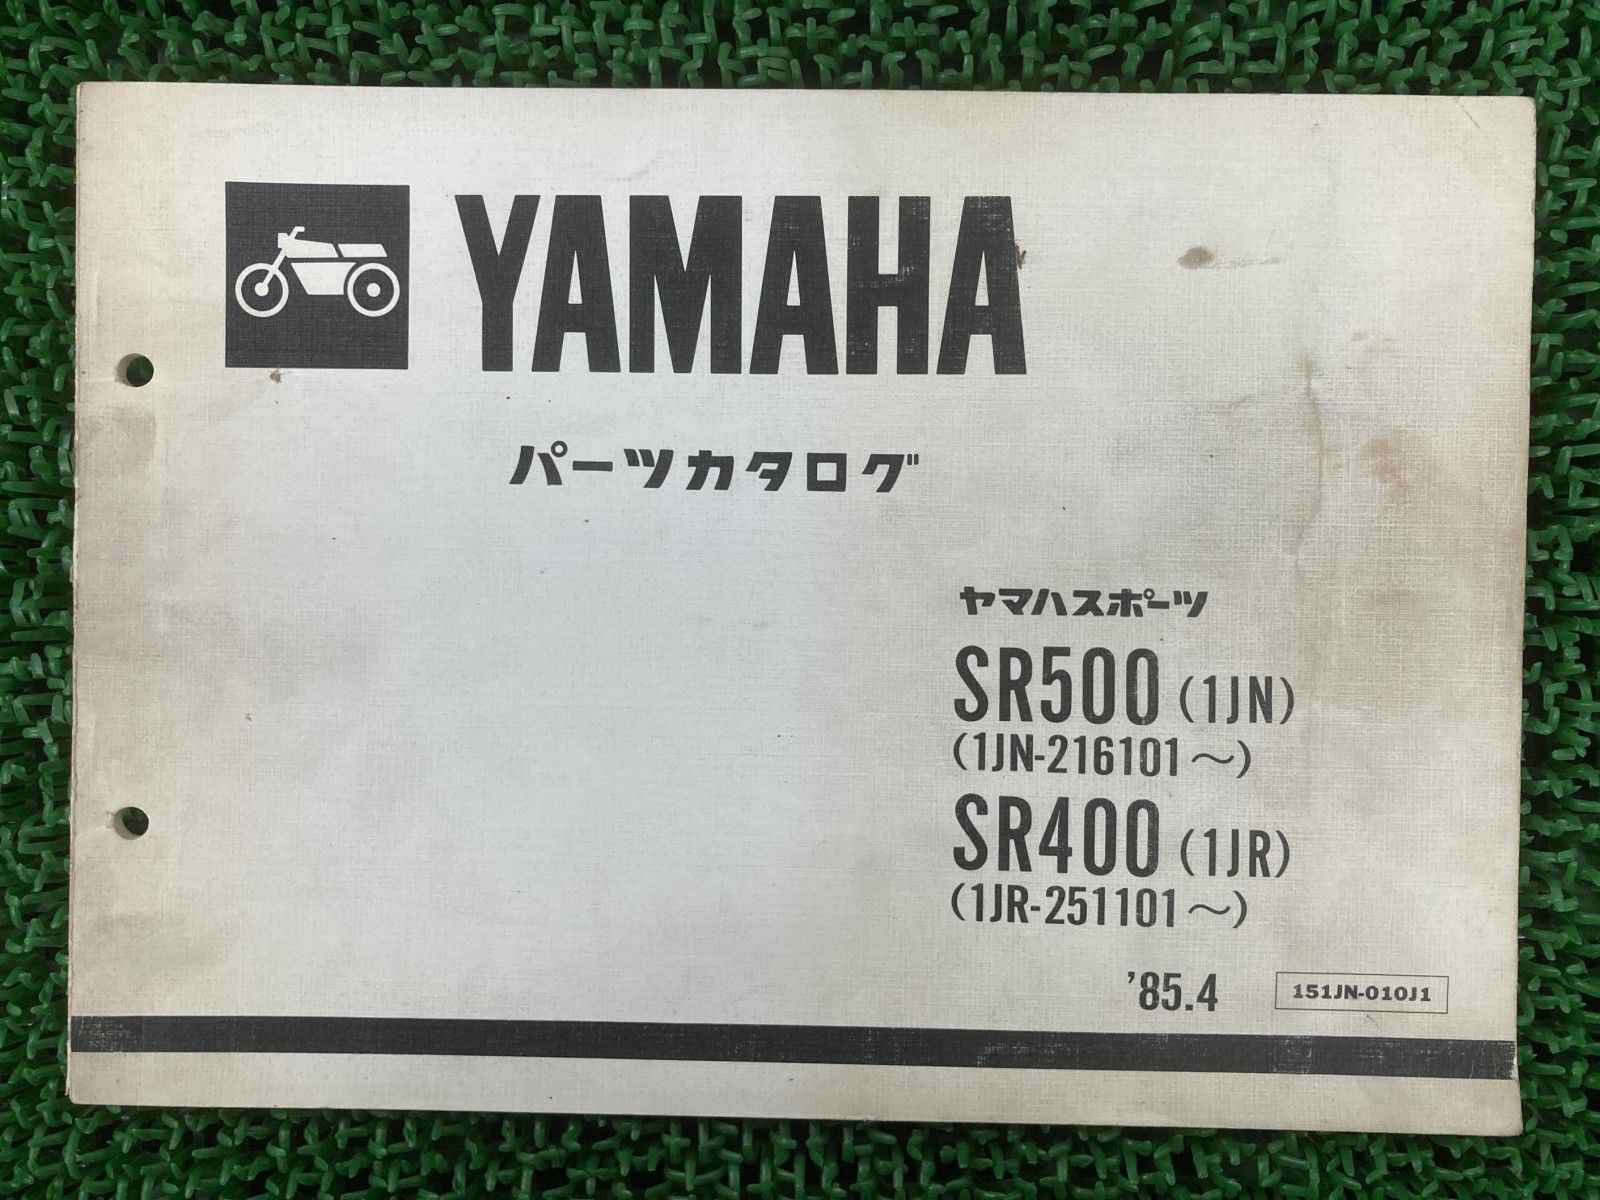 YAMAHA
パーツカタログ
ヤマハスポーツ
SR500 (1JN)
(1JN-216101～)
SR400 (1JR)
(1JR-251101～)
'85.4
151JN-010J1